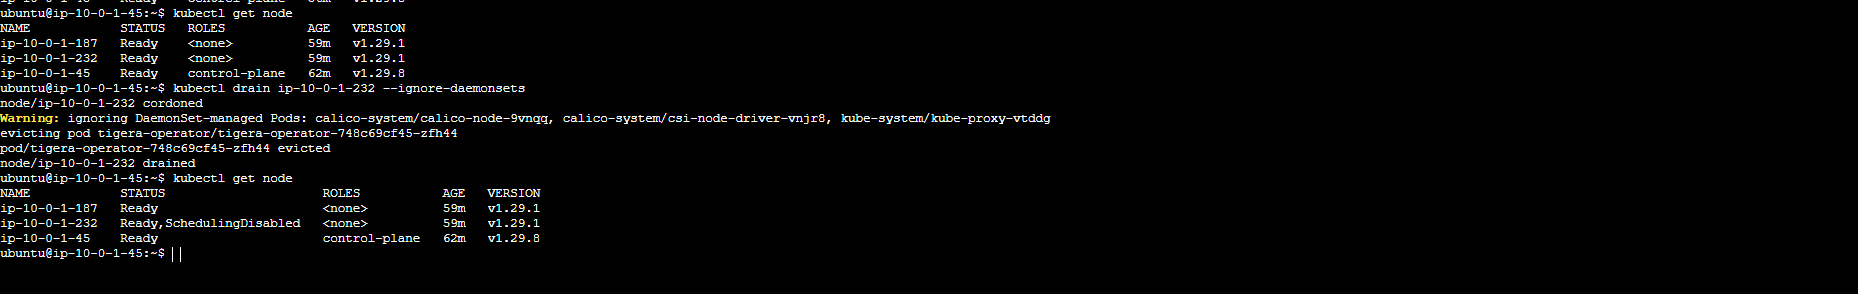 ubuntu@ip-10-0-1-45:~$ kubectl get node
NAME            STATUS   ROLES           AGE   VERSION
ip-10-0-1-187   Ready    <none>          59m   v1.29.1
ip-10-0-1-232   Ready    <none>          59m   v1.29.1
ip-10-0-1-45    Ready    control-plane   62m   v1.29.8
ubuntu@ip-10-0-1-45:~$ kubectl drain ip-10-0-1-232 --ignore-daemonsets
node/ip-10-0-1-232 cordoned
Warning: ignoring DaemonSet-managed Pods: calico-system/calico-node-9vnqq, calico-system/csi-node-driver-vnjr8, kube-system/kube-proxy-vtddg
evicting pod tigera-operator/tigera-operator-748c69cf45-zfh44
pod/tigera-operator-748c69cf45-zfh44 evicted
node/ip-10-0-1-232 drained
ubuntu@ip-10-0-1-45:~$ kubectl get node
NAME            STATUS                     ROLES           AGE   VERSION
ip-10-0-1-187   Ready                      <none>          59m   v1.29.1
ip-10-0-1-232   Ready,SchedulingDisabled   <none>          59m   v1.29.1
ip-10-0-1-45    Ready                      control-plane   62m   v1.29.8
ubuntu@ip-10-0-1-45:~$